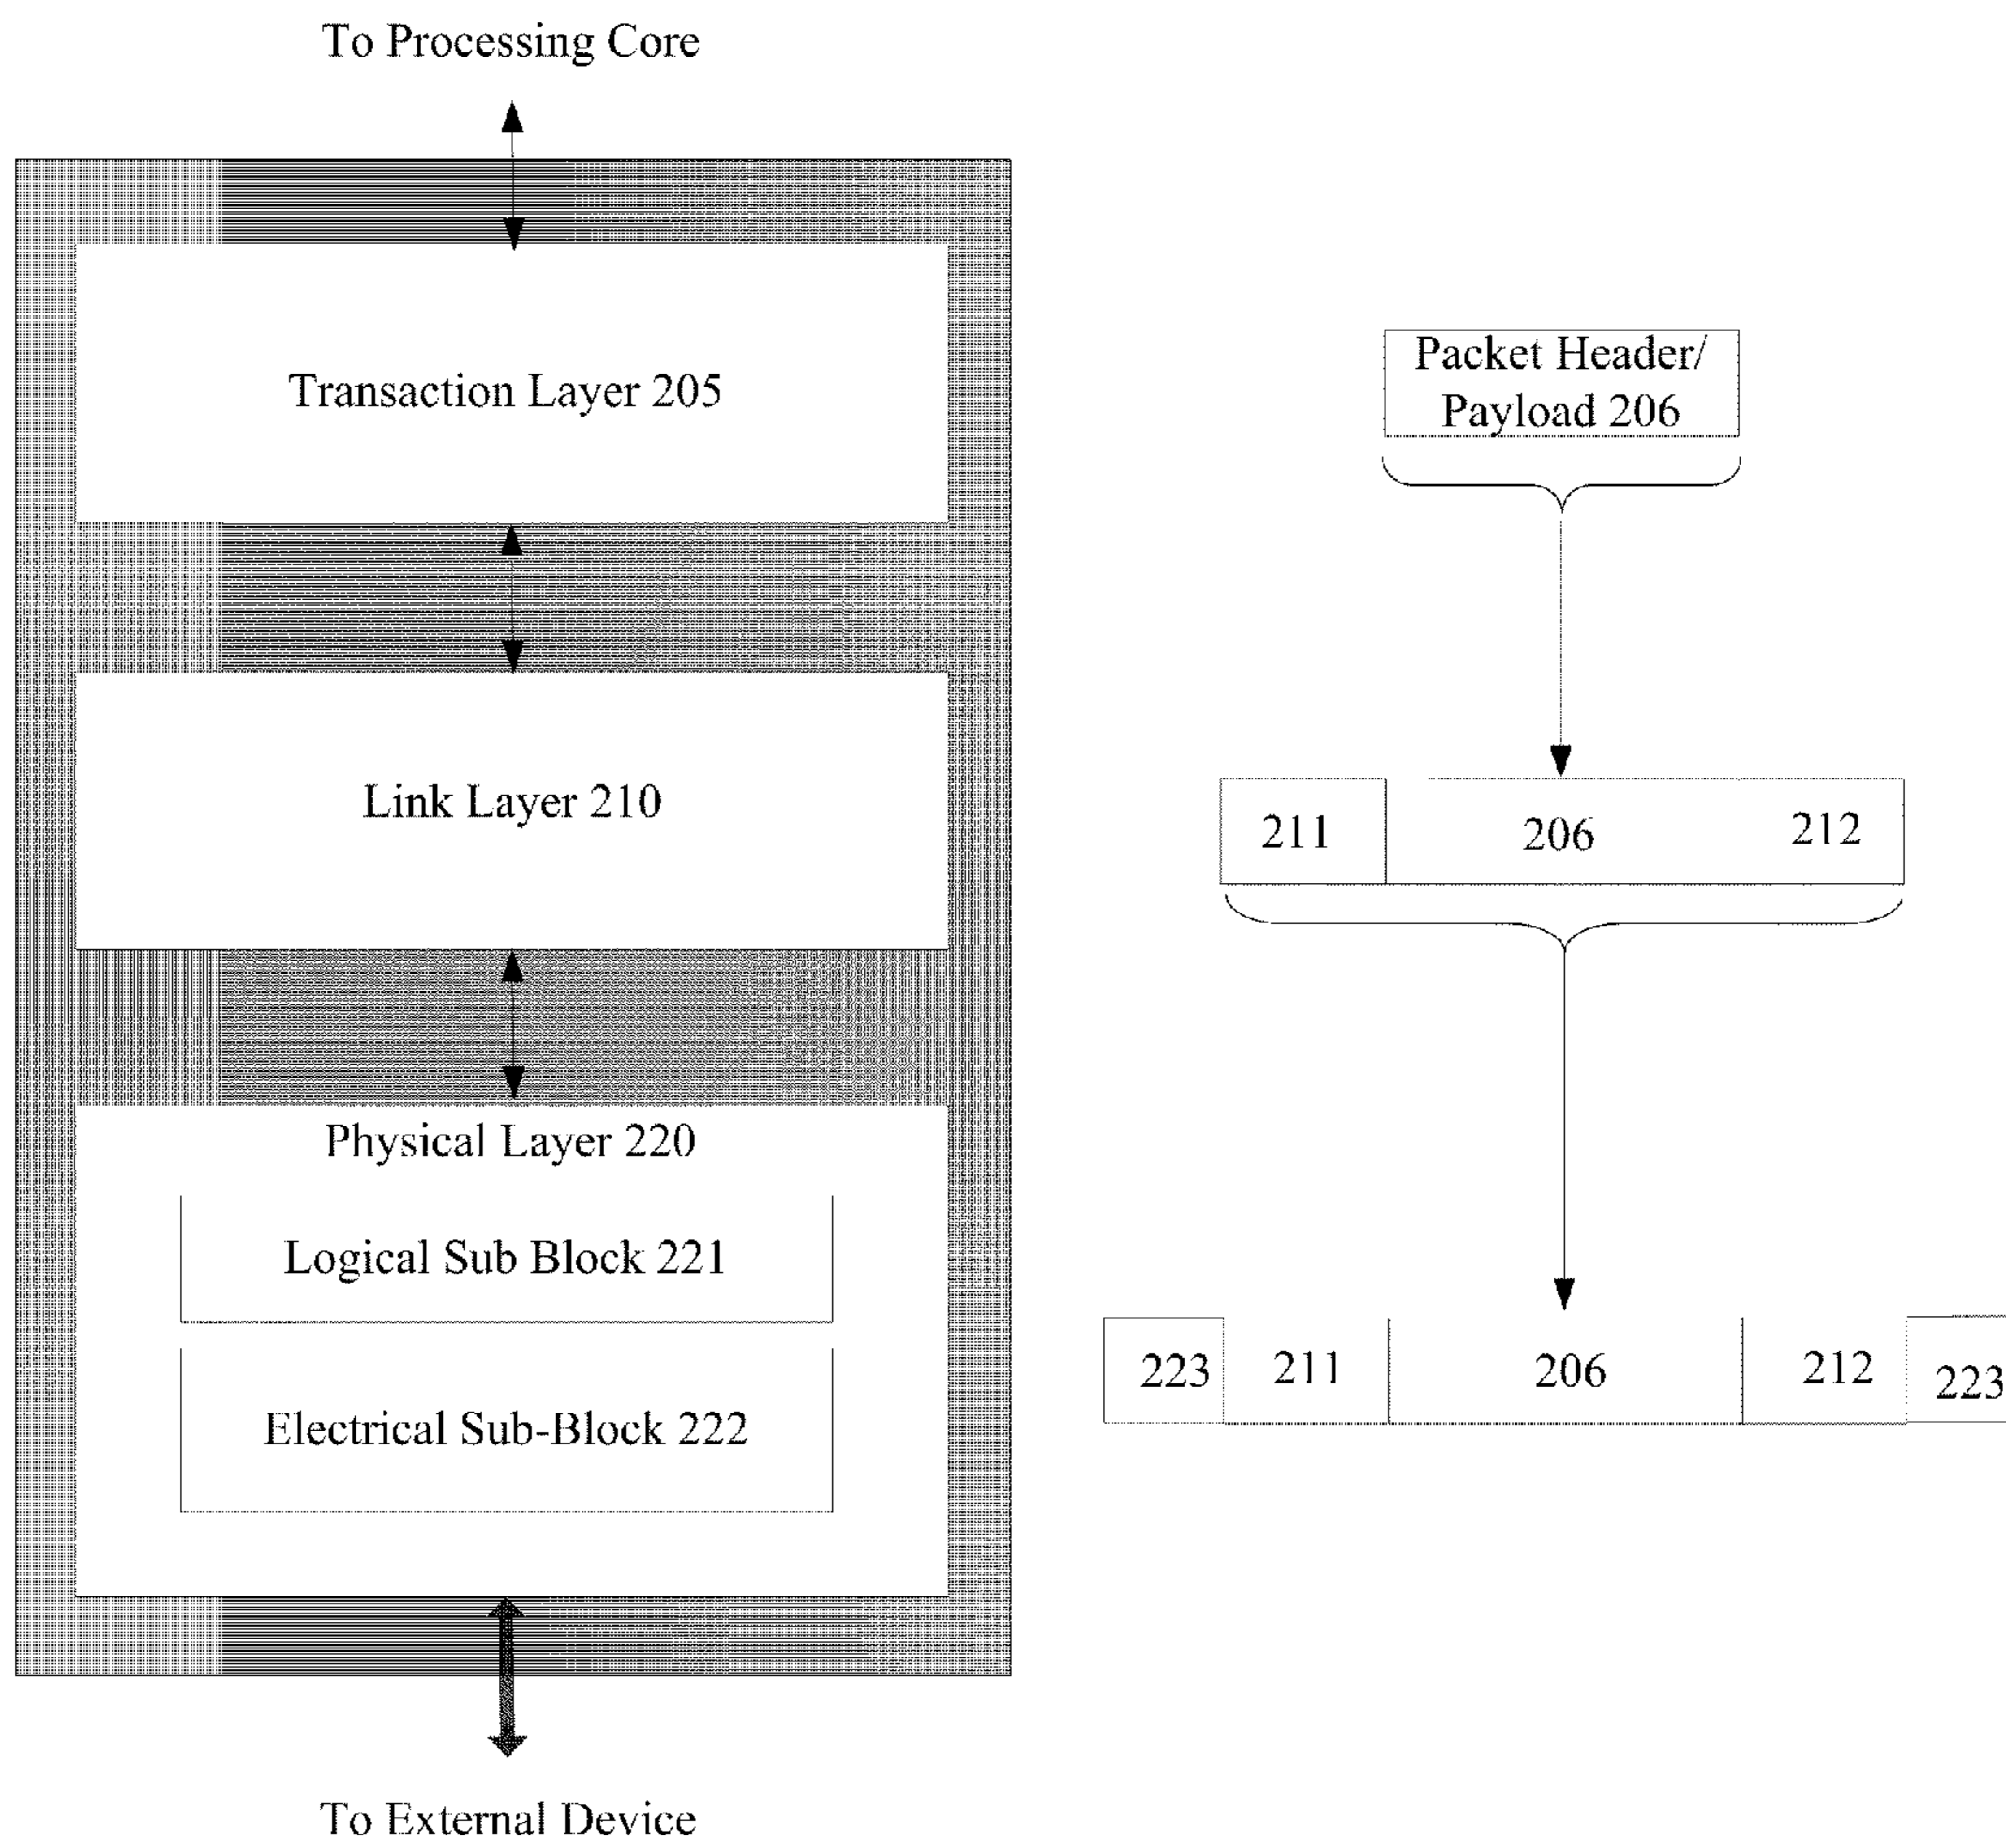 To Processing Core
Transaction Layer 205
Packet Header/
Payload 206
Link Layer 210
211 206 212
Physical Layer 220
Logical Sub Block 221
Electrical Sub-Block 222
223 211 206 212 223
To External Device